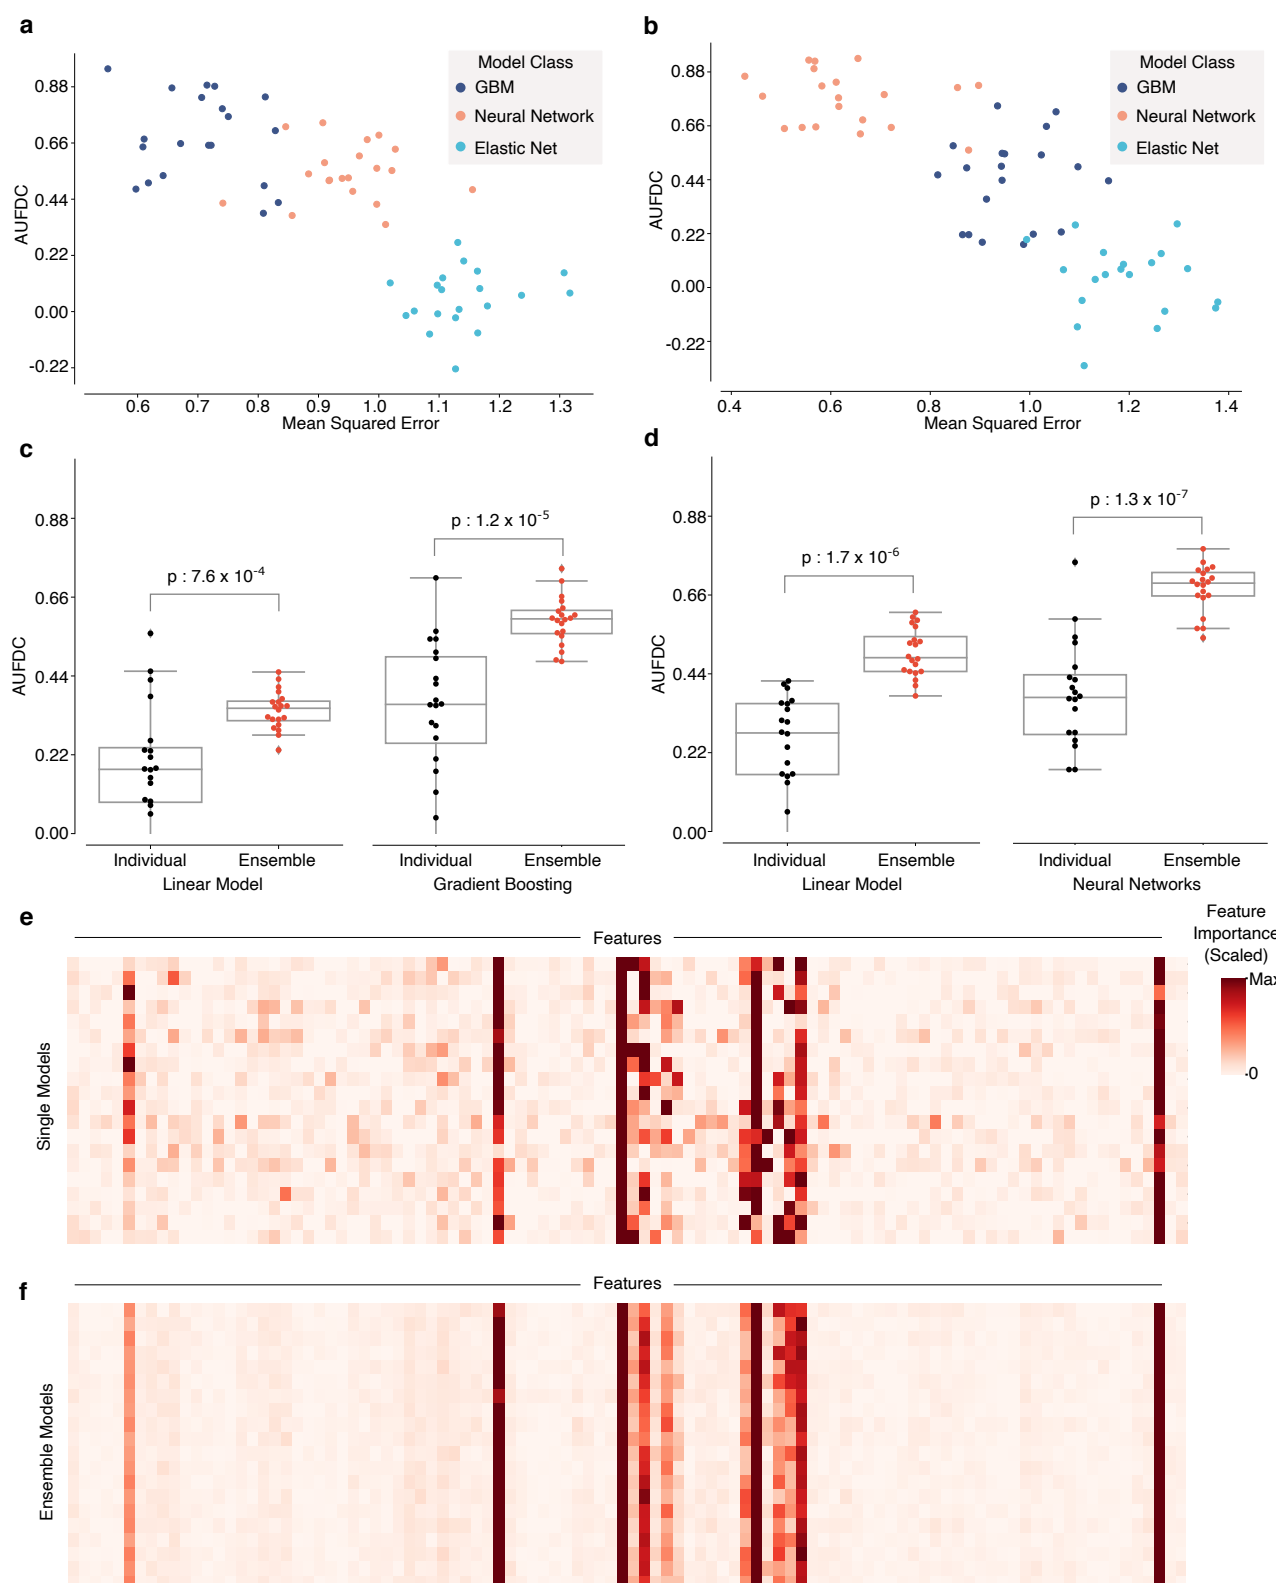 a
AUFDC
0.88
0.66
0.44
0.22
0.00
-0.22
0.6 0.7 0.8 0.9 1.0 1.1 1.2 1.3
Mean Squared Error
Model Class
GBM
Neural Network
Elastic Net
b
AUFDC
0.88
0.66
0.44
0.22
0.00
-0.22
0.4 0.6 0.8 1.0 1.2 1.4
Mean Squared Error
Model Class
GBM
Neural Network
Elastic Net
c
AUFDC
0.88
0.66
0.44
0.22
0.00
p : 7.6 x 10-4
p : 1.2 x 10-5
Individual Ensemble Individual Ensemble
Linear Model Gradient Boosting
d
AUFDC
0.88
0.66
0.44
0.22
0.00
p : 1.7 x 10-6
p : 1.3 x 10-7
Individual Ensemble Individual Ensemble
Linear Model Neural Networks
e
Features
Single Models
Feature
Importance
(Scaled)
Max
0
f
Features
Ensemble Models